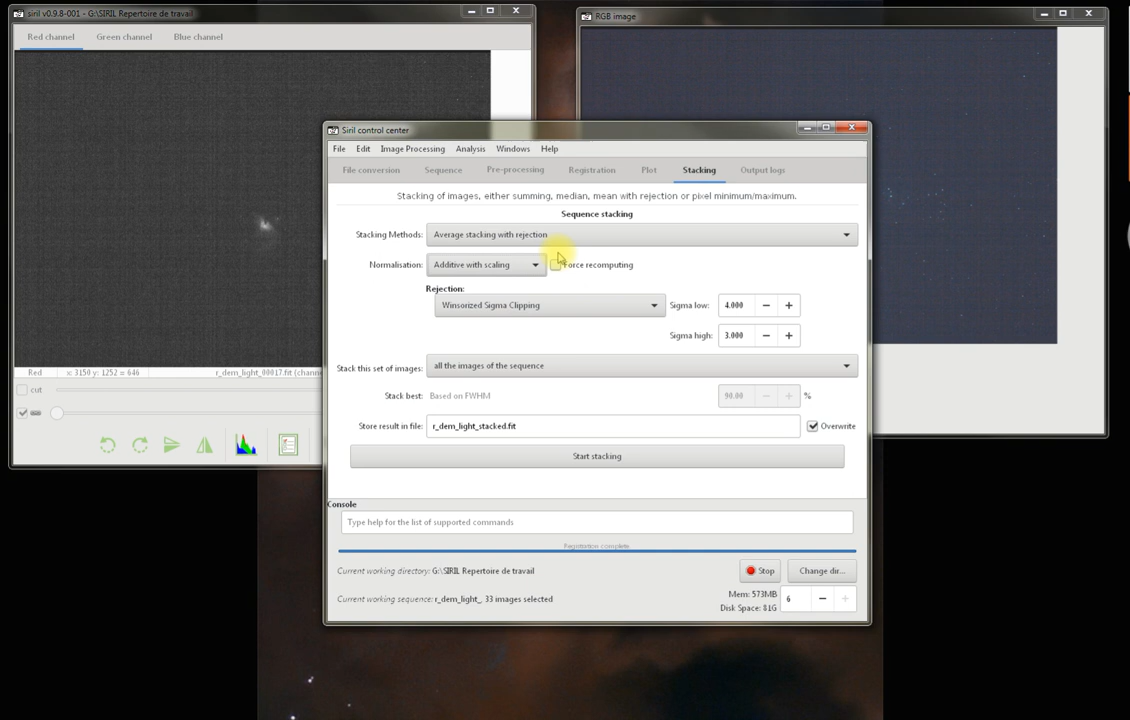 siril v0.9.8-001 - G:\SIRIL Repertoire de travail
Red channel Green channel Blue channel
RGB image
Siril control center
File Edit Image Processing Analysis Windows Help
File conversion Sequence Pre-processing Registration Plot Stacking Output logs
Stacking of images, either summing, median, mean with rejection or pixel minimum/maximum.
Sequence stacking
Stacking Methods: Average stacking with rejection
Normalisation: Additive with scaling Force recomputing
Rejection:
Winsorized Sigma Clipping Sigma low: 4.000
Sigma high: 3.000
Stack this set of images: all the images of the sequence
Stack best: Based on FWHM 90.00 %
Store result in file: r_dem_light_stacked.fit Overwrite
Start stacking
Red x: 3150 y: 1252 = 646 r_dem_light_00017.fit (chann
cut
Console
Type help for the list of supported commands
Registration complete.
Current working directory: G:\SIRIL Repertoire de travail Stop Change dir...
Current working sequence: r_dem_light_, 33 images selected Mem: 573MB 6
Disk Space: 81G